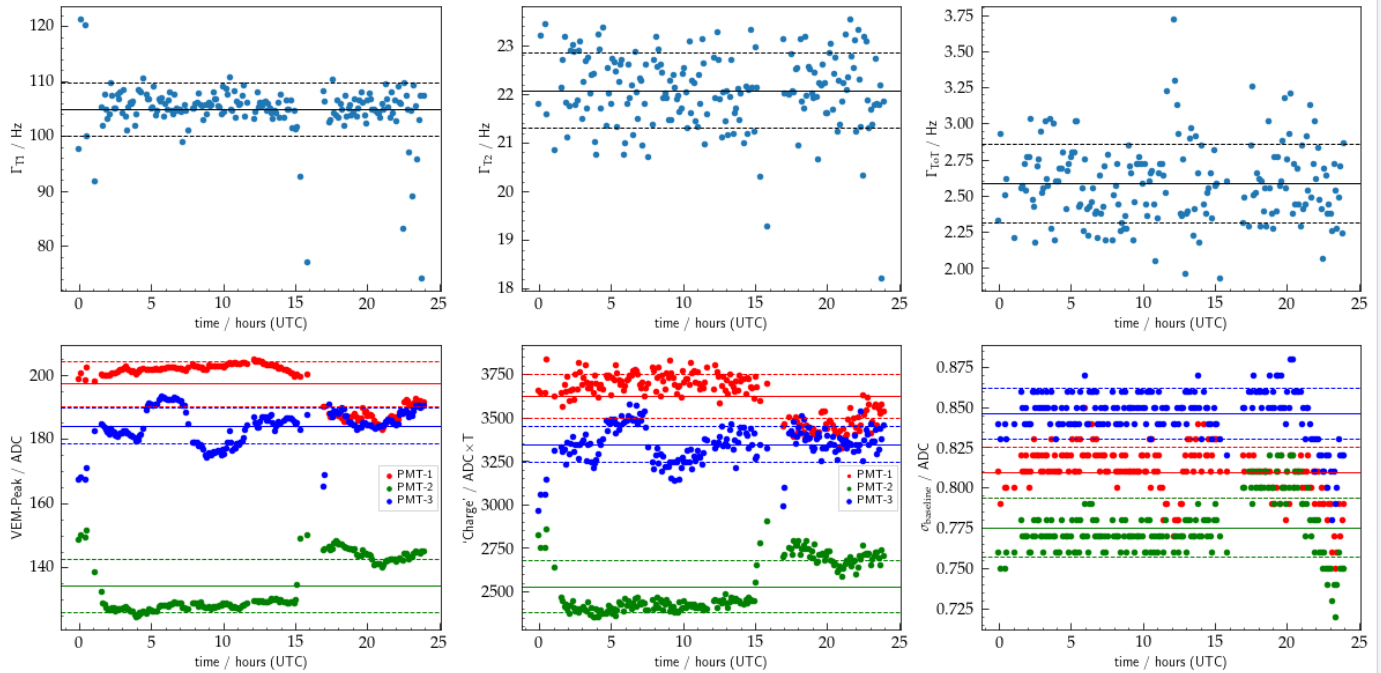 Γ_T1 / Hz
120
110
100
90
80
0 5 10 15 20 25
time / hours (UTC)
Γ_T2 / Hz
23
22
21
20
19
18
0 5 10 15 20 25
time / hours (UTC)
Γ_ToT / Hz
3.75
3.50
3.25
3.00
2.75
2.50
2.25
2.00
0 5 10 15 20 25
time / hours (UTC)
VEM-Peak / ADC
200
180
160
140
PMT-1
PMT-2
PMT-3
0 5 10 15 20 25
time / hours (UTC)
'Charge' / ADC×T
3750
3500
3250
3000
2750
2500
PMT-1
PMT-2
PMT-3
0 5 10 15 20 25
time / hours (UTC)
σ_baseline / ADC
0.875
0.850
0.825
0.800
0.775
0.750
0.725
0 5 10 15 20 25
time / hours (UTC)